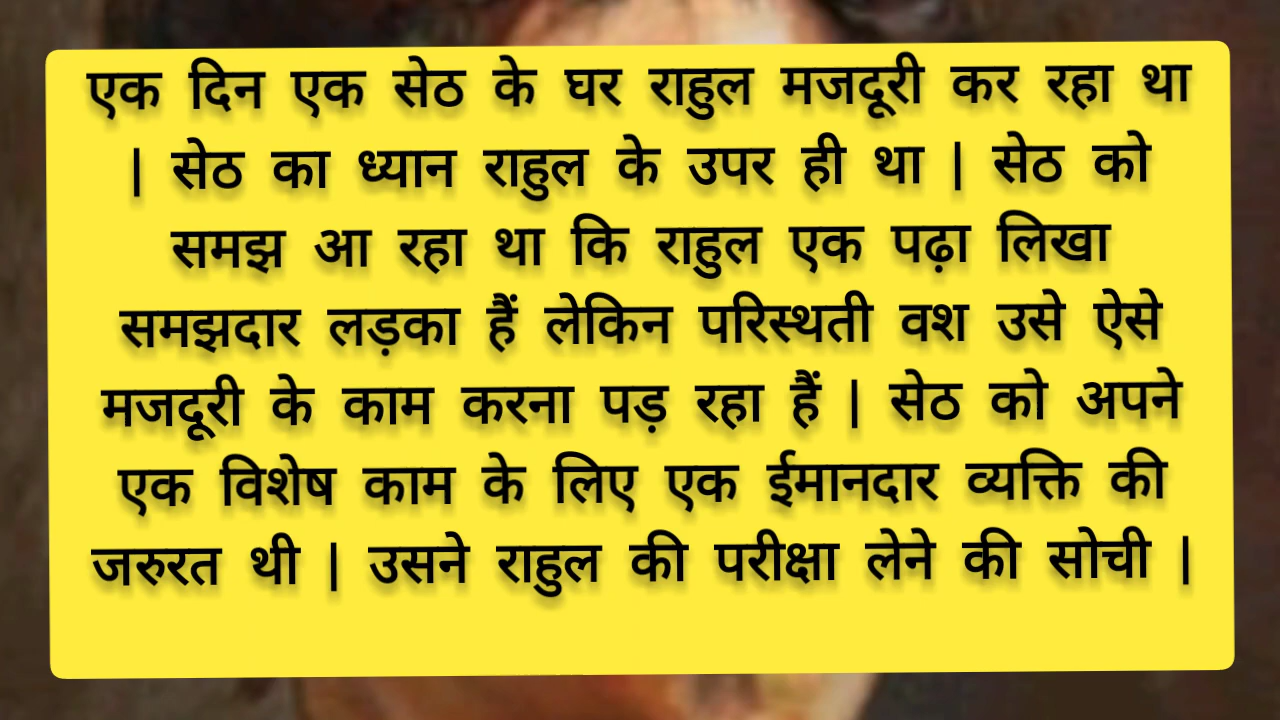 एक दिन एक सेठ के घर राहुल मजदूरी कर रहा था
| सेठ का ध्यान राहुल के उपर ही था | सेठ को
समझ आ रहा था कि राहुल एक पढ़ा लिखा
समझदार लड़का हैं लेकिन परिस्थती वश उसे ऐसे
मजदूरी के काम करना पड़ रहा हैं | सेठ को अपने
एक विशेष काम के लिए एक ईमानदार व्यक्ति की
जरुरत थी | उसने राहुल की परीक्षा लेने की सोची |